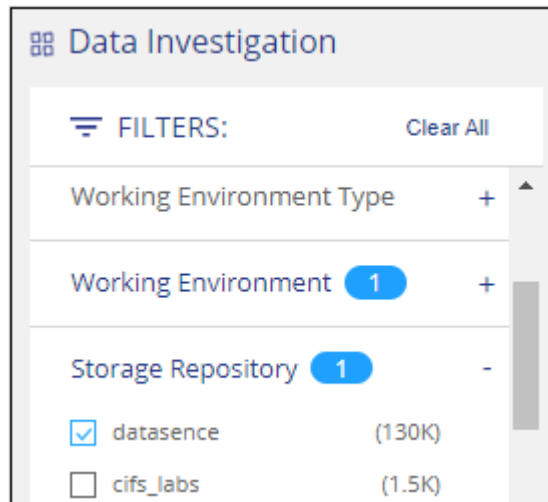 Data Investigation
FILTERS: Clear All
Working Environment Type +
Working Environment 1 +
Storage Repository 1 -
datasence (130K)
cifs_labs (1.5K)